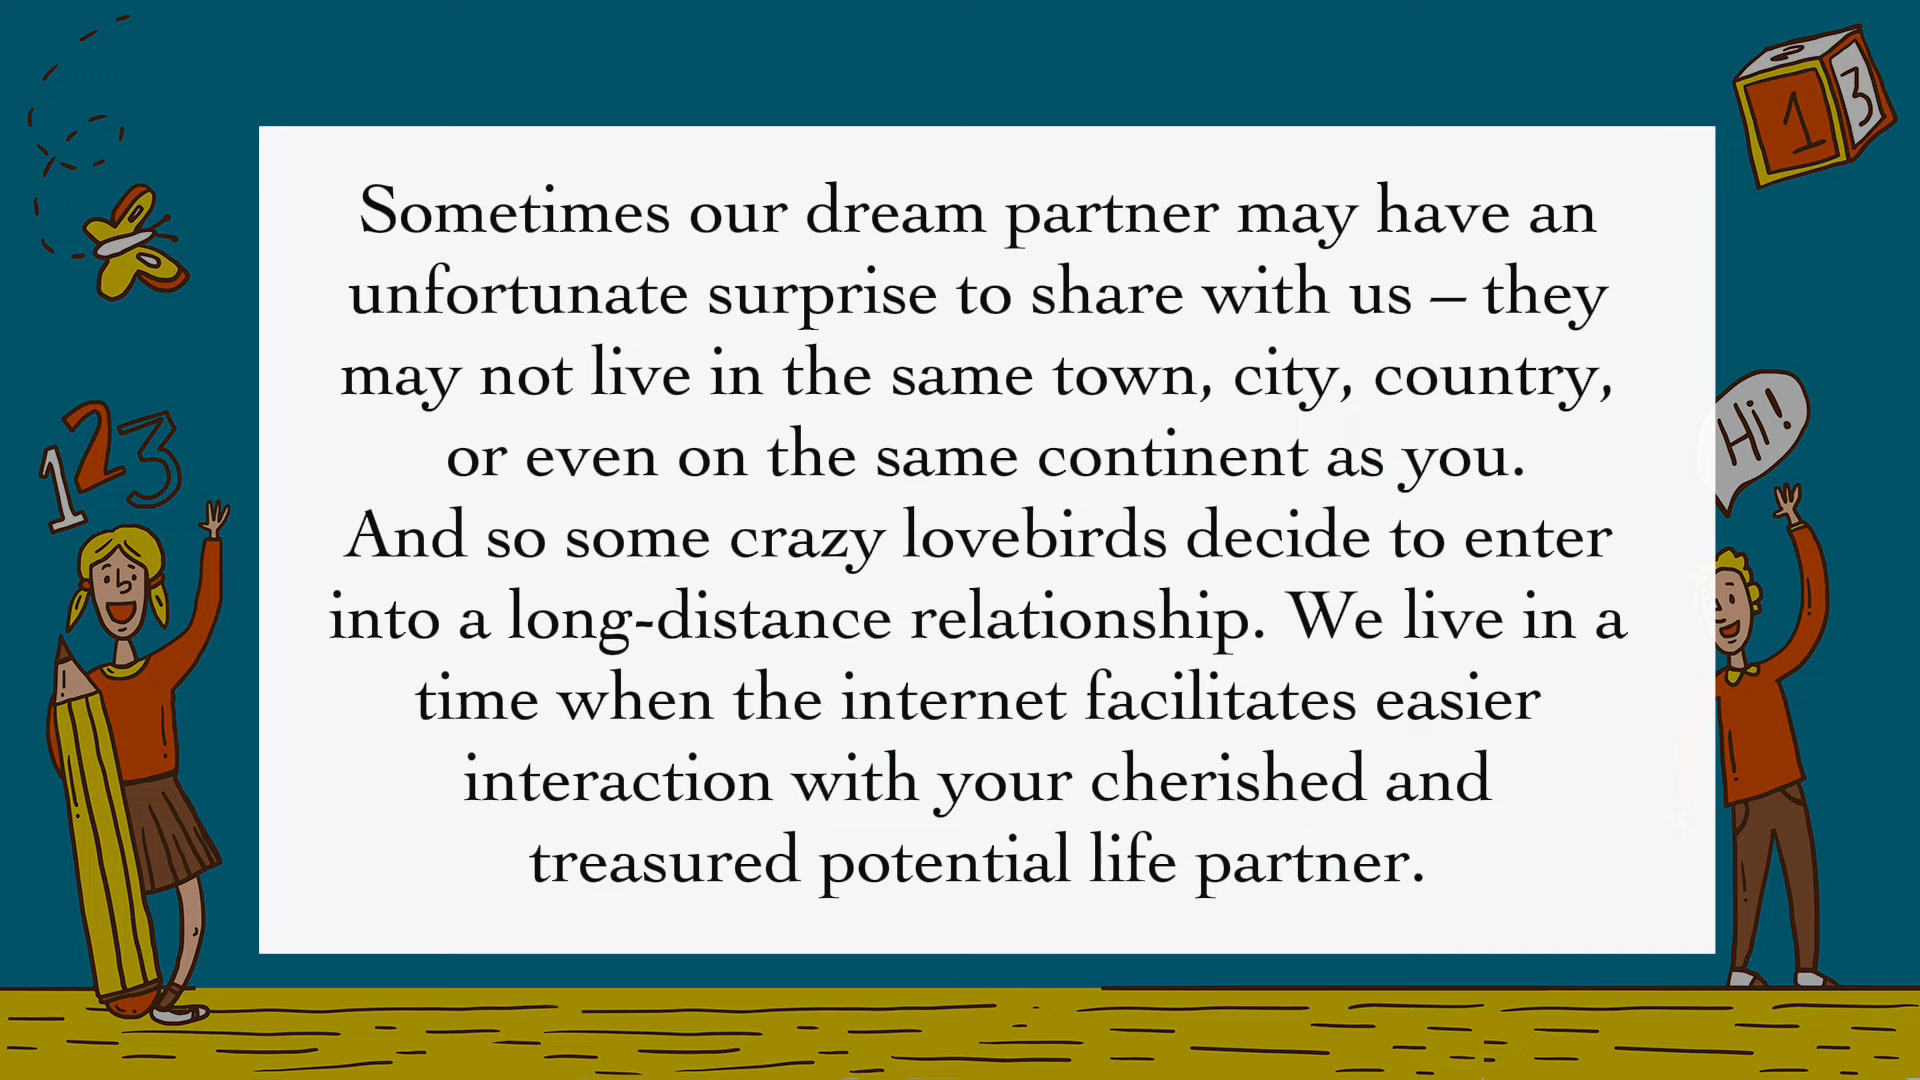 1 3
Sometimes our dream partner may have an
unfortunate surprise to share with us – they
may not live in the same town, city, country,
or even on the same continent as you.
And so some crazy lovebirds decide to enter
into a long-distance relationship. We live in a
time when the internet facilitates easier
interaction with your cherished and
treasured potential life partner.
123
Hi!